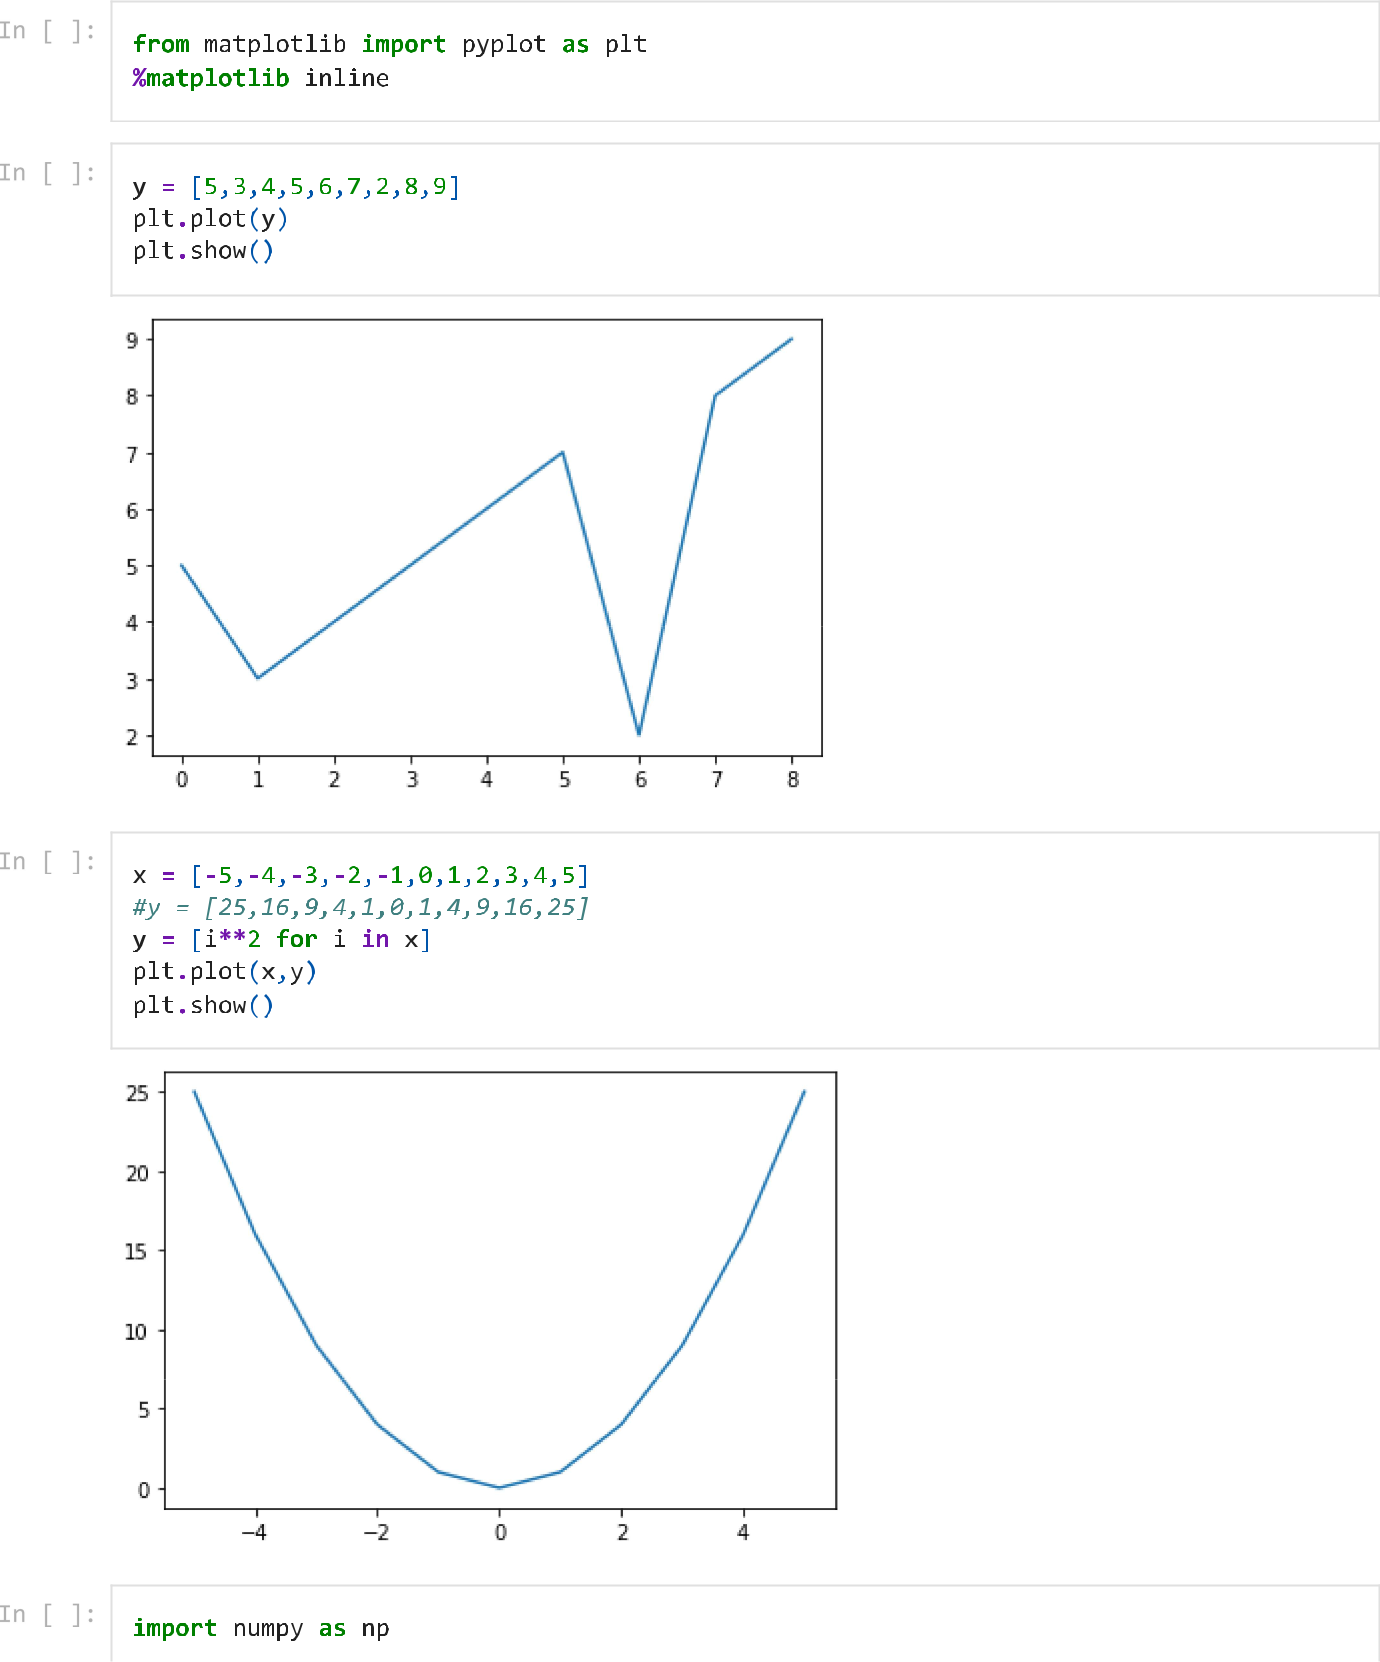 In [ ]:
from matplotlib import pyplot as plt
%matplotlib inline
In [ ]:
y = [5,3,4,5,6,7,2,8,9]
plt.plot(y)
plt.show()
9
8
7
6
5
4
3
2
0 1 2 3 4 5 6 7 8
In [ ]:
x = [-5,-4,-3,-2,-1,0,1,2,3,4,5]
#y = [25,16,9,4,1,0,1,4,9,16,25]
y = [i**2 for i in x]
plt.plot(x,y)
plt.show()
25
20
15
10
5
0
−4 −2 0 2 4
In [ ]:
import numpy as np